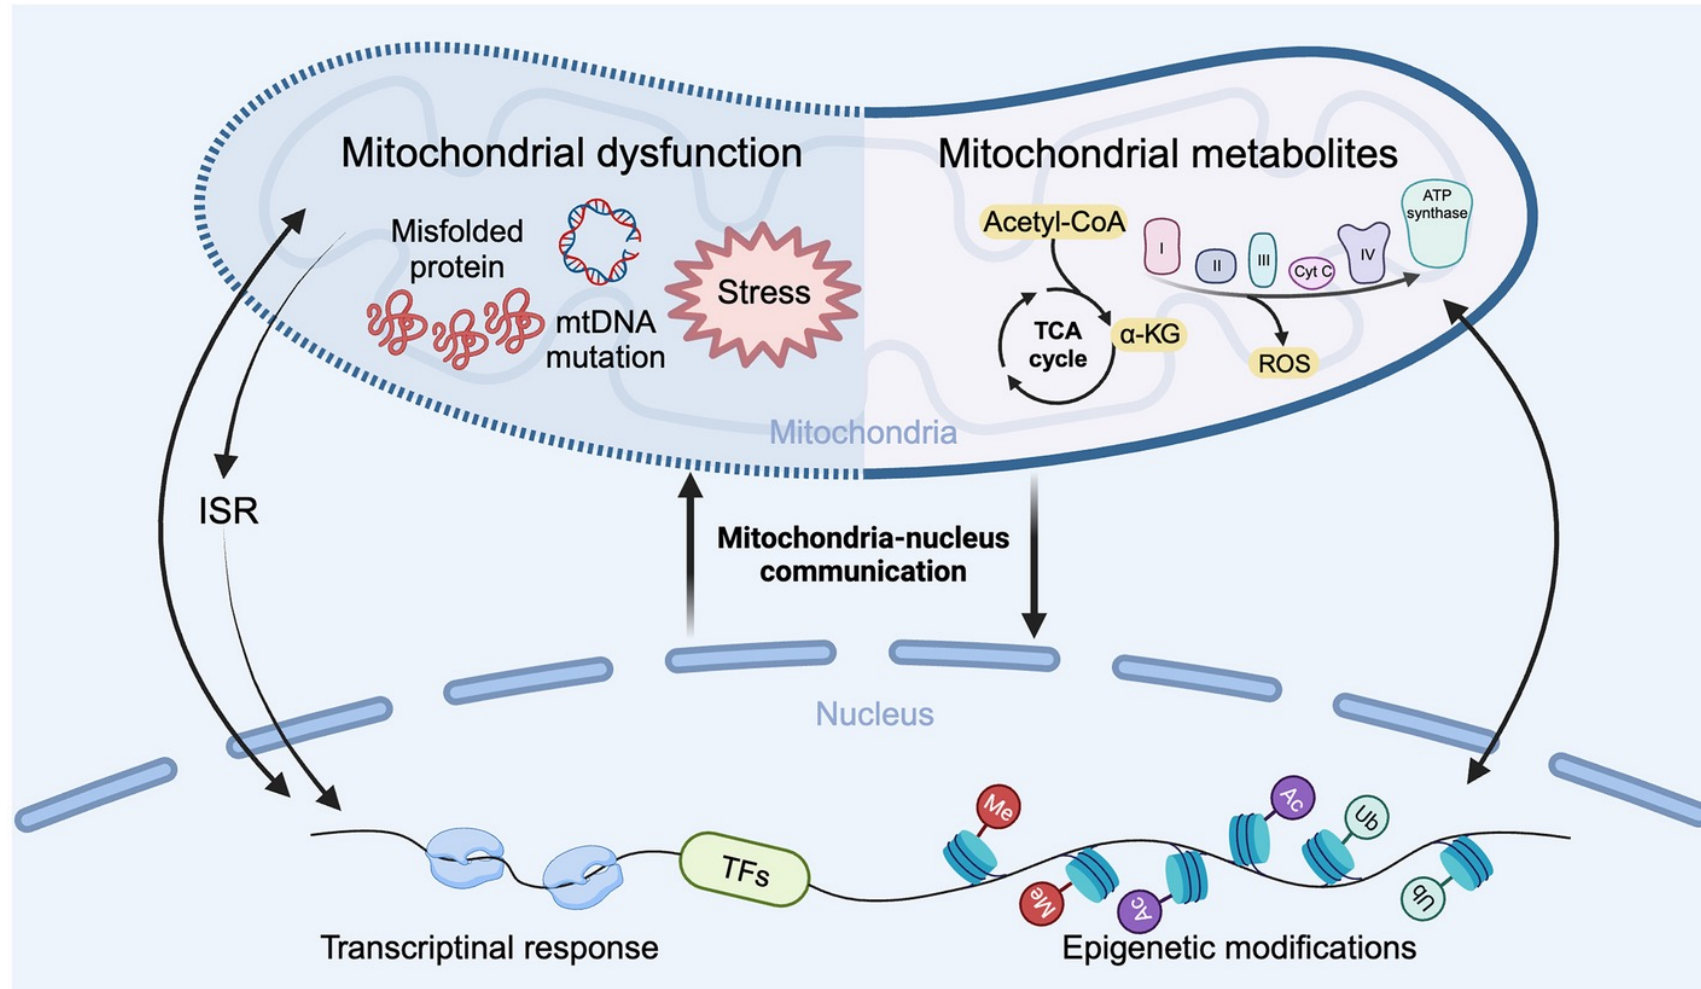 Mitochondrial dysfunction
Misfolded
protein
mtDNA
mutation
Stress
Mitochondrial metabolites
Acetyl-CoA
I
II
III
Cyt C
IV
ATP
synthase
TCA
cycle
α-KG
ROS
Mitochondria
ISR
Mitochondria-nucleus
communication
Nucleus
TFs
Me
Me
Ac
Ac
Ub
Ub
Transcriptinal response
Epigenetic modifications